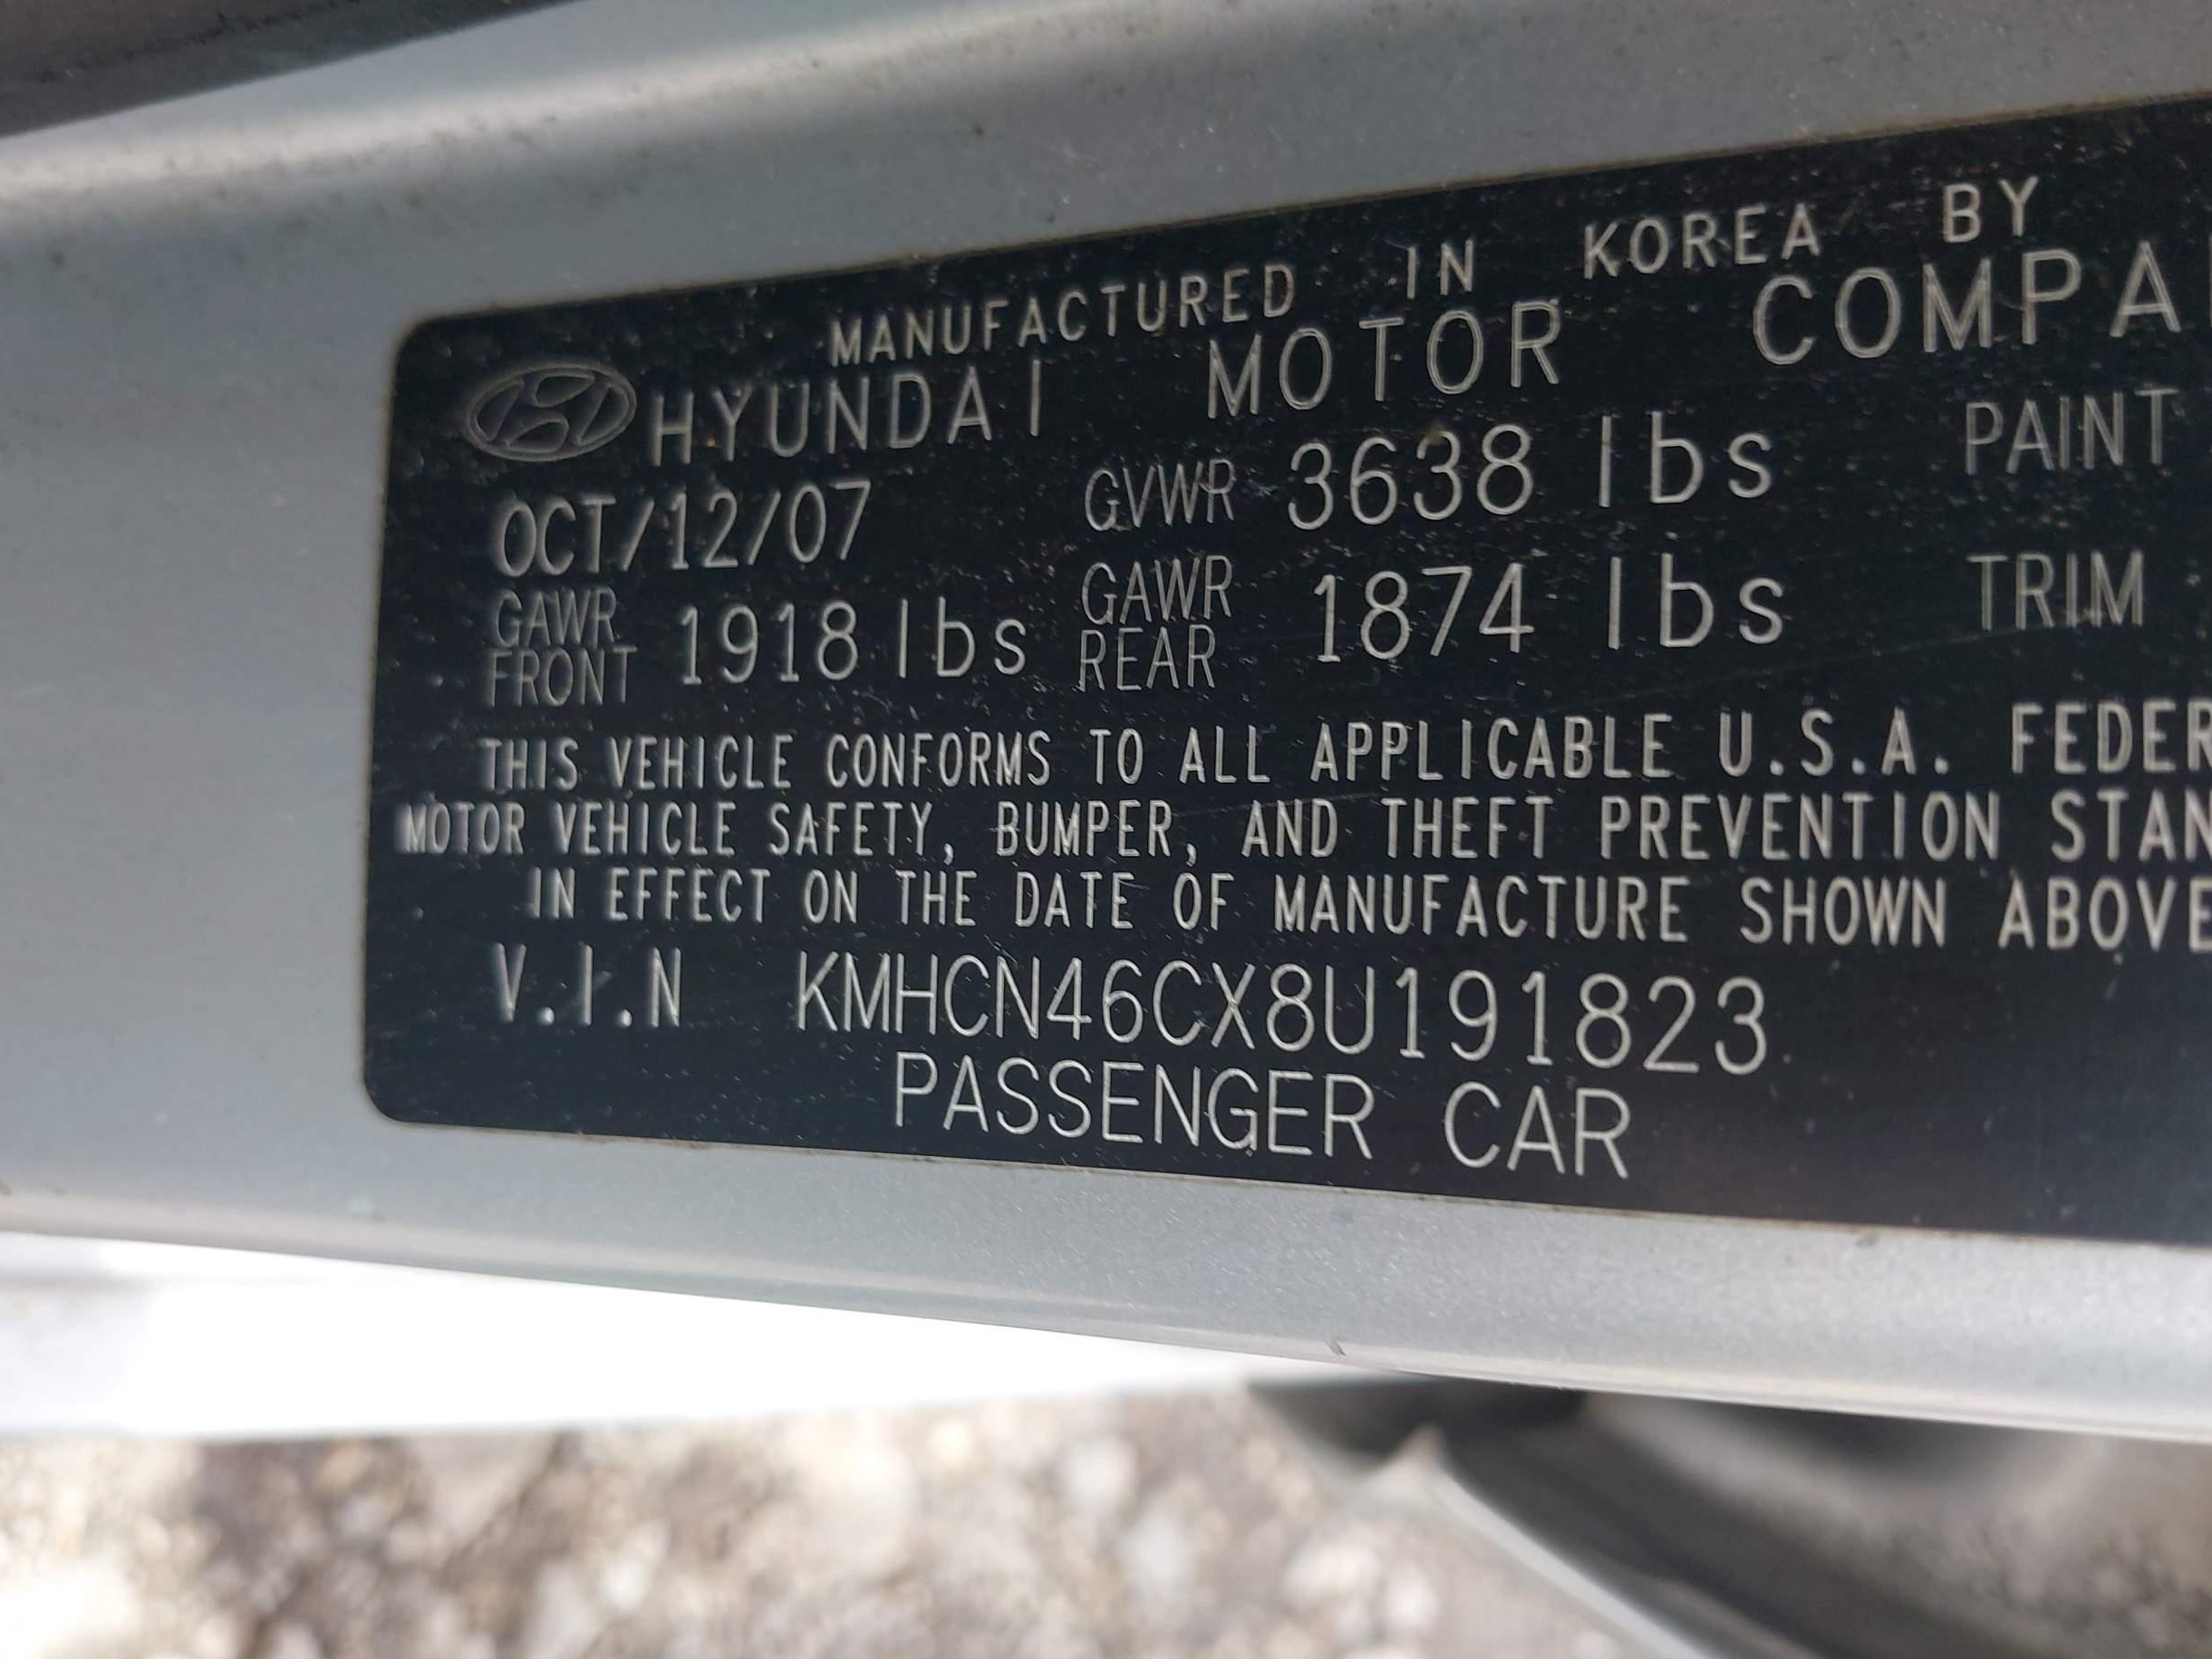 MANUFACTURED IN KOREA BY
HYUNDAI MOTOR COMPA
OCT/12/07 GVWR 3638 lbs PAINT
GAWR FRONT 1918 lbs GAWR REAR 1874 lbs TRIM
THIS VEHICLE CONFORMS TO ALL APPLICABLE U.S.A. FEDER
MOTOR VEHICLE SAFETY, BUMPER, AND THEFT PREVENTION STAN
IN EFFECT ON THE DATE OF MANUFACTURE SHOWN ABOVE
V.I.N KMHCN46CX8U191823
PASSENGER CAR